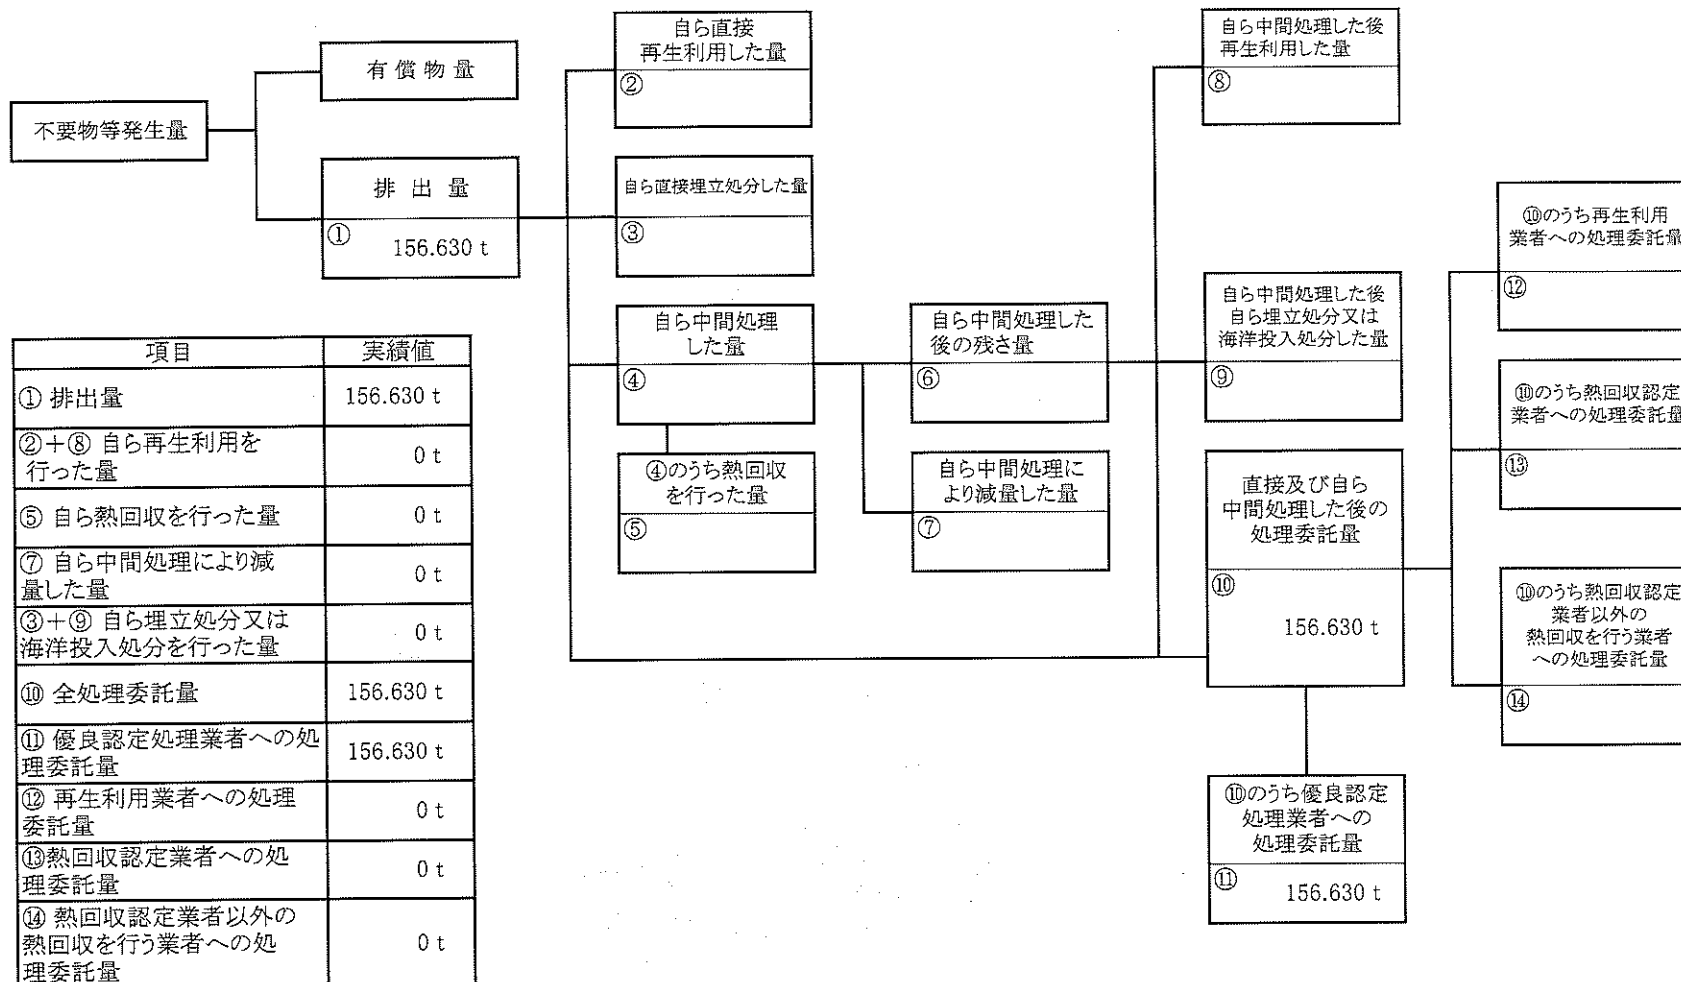 不要物等発生量
有償物量
排出量
①
156.630 t
自ら直接
再生利用した量
②
自ら直接埋立処分した量
③
自ら中間処理
した量
④
④のうち熱回収
を行った量
⑤
自ら中間処理した
後の残さ量
⑥
自ら中間処理に
より減量した量
⑦
自ら中間処理した後
再生利用した量
⑧
自ら中間処理した後
自ら埋立処分又は
海洋投入処分した量
⑨
直接及び自ら
中間処理した後の
処理委託量
⑩
156.630 t
⑩のうち優良認定
処理業者への
処理委託量
⑪
156.630 t
⑩のうち再生利用
業者への処理委託量
⑫
⑩のうち熱回収認定
業者への処理委託量
⑬
⑩のうち熱回収認定
業者以外の
熱回収を行う業者
への処理委託量
⑭
項目 実績値
① 排出量 156.630 t
②+⑧ 自ら再生利用を
行った量 0 t
⑤ 自ら熱回収を行った量 0 t
⑦ 自ら中間処理により減
量した量 0 t
③+⑨ 自ら埋立処分又は
海洋投入処分を行った量 0 t
⑩ 全処理委託量 156.630 t
⑪ 優良認定処理業者への処
理委託量 156.630 t
⑫ 再生利用業者への処理
委託量 0 t
⑬熱回収認定業者への処
理委託量 0 t
⑭ 熱回収認定業者以外の
熱回収を行う業者への処
理委託量 0 t